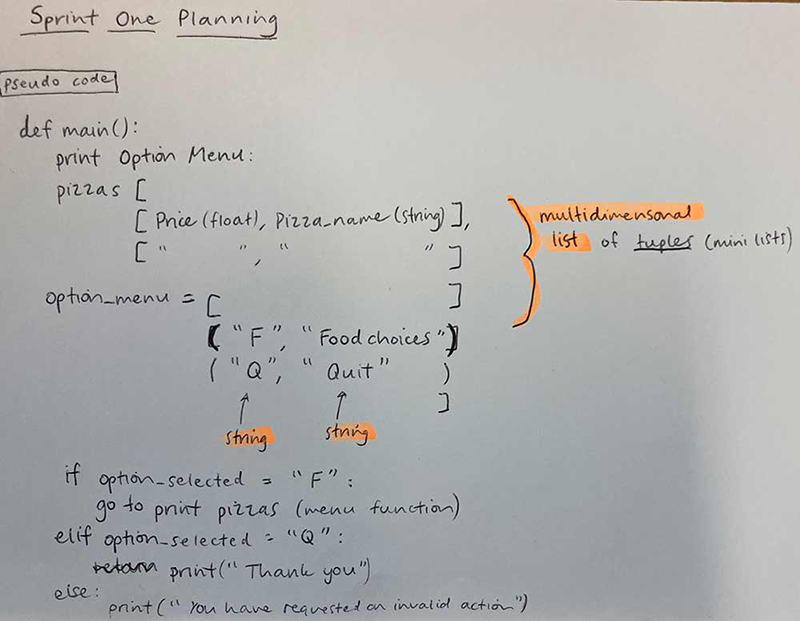 Sprint One Planning
Pseudo code
def main():
print Option Menu:
pizzas [
[ Price (float), Pizza_name (string) ],
[ " ", " " ]
]
multidimensonal
list of tuples (mini lists)
option_menu = [
( "F", "Food choices")
( "Q", "Quit" )
]
string string
if option_selected = "F":
go to print pizzas (menu function)
elif option_selected = "Q":
return print("Thank you")
else:
print("You have requested an invalid action")